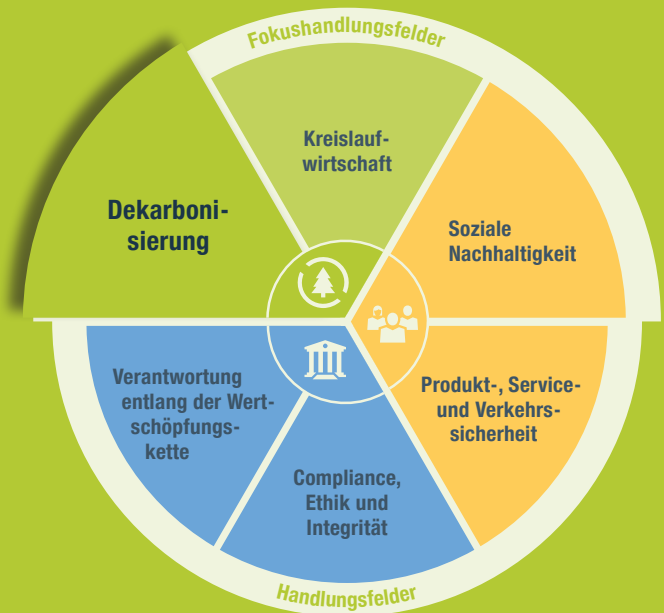 Fokushandlungsfelder
Kreislauf-
wirtschaft
Dekarboni-
sierung
Soziale
Nachhaltigkeit
Verantwortung
entlang der Wert-
schöpfungs-
kette
Produkt-, Service-
und Verkehrs-
sicherheit
Compliance,
Ethik und
Integrität
Handlungsfelder